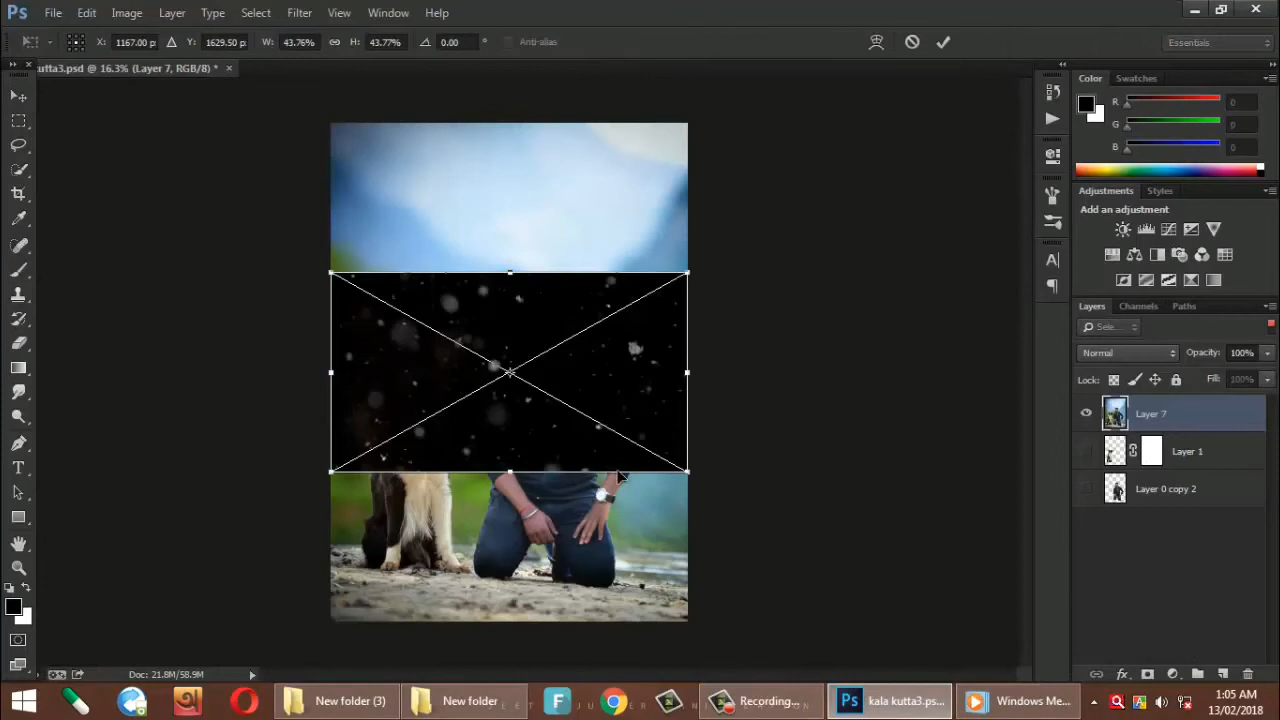 Ps File Edit Image Layer Type Select Filter 3D View Window Help
X: 1167.00 p Y: 1629.50 p W: 43.76% H: 43.77% 0.00 ° Anti-alias Essentials
utta3.psd @ 16.3% (Layer 7, RGB/8) * ×
Color Swatches
R 0
G 0
B 0
Adjustments Styles
Add an adjustment
Layers Channels Paths
Sele...
Normal Opacity: 100%
Lock: Fill: 100%
Layer 7
Layer 1
Layer 0 copy 2
Doc: 21.8M/58.9M
New folder (3) New folder F Recording... Ps kala kutta3.ps... Windows Me... 1:05 AM
13/02/2018